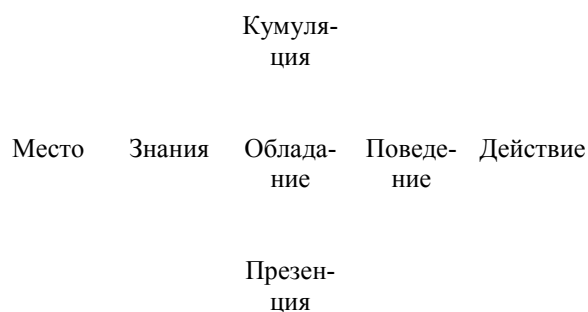 Кумуля-
ция
Место Знания Облада- Поведе- Действие
ние ние
Презен-
ция